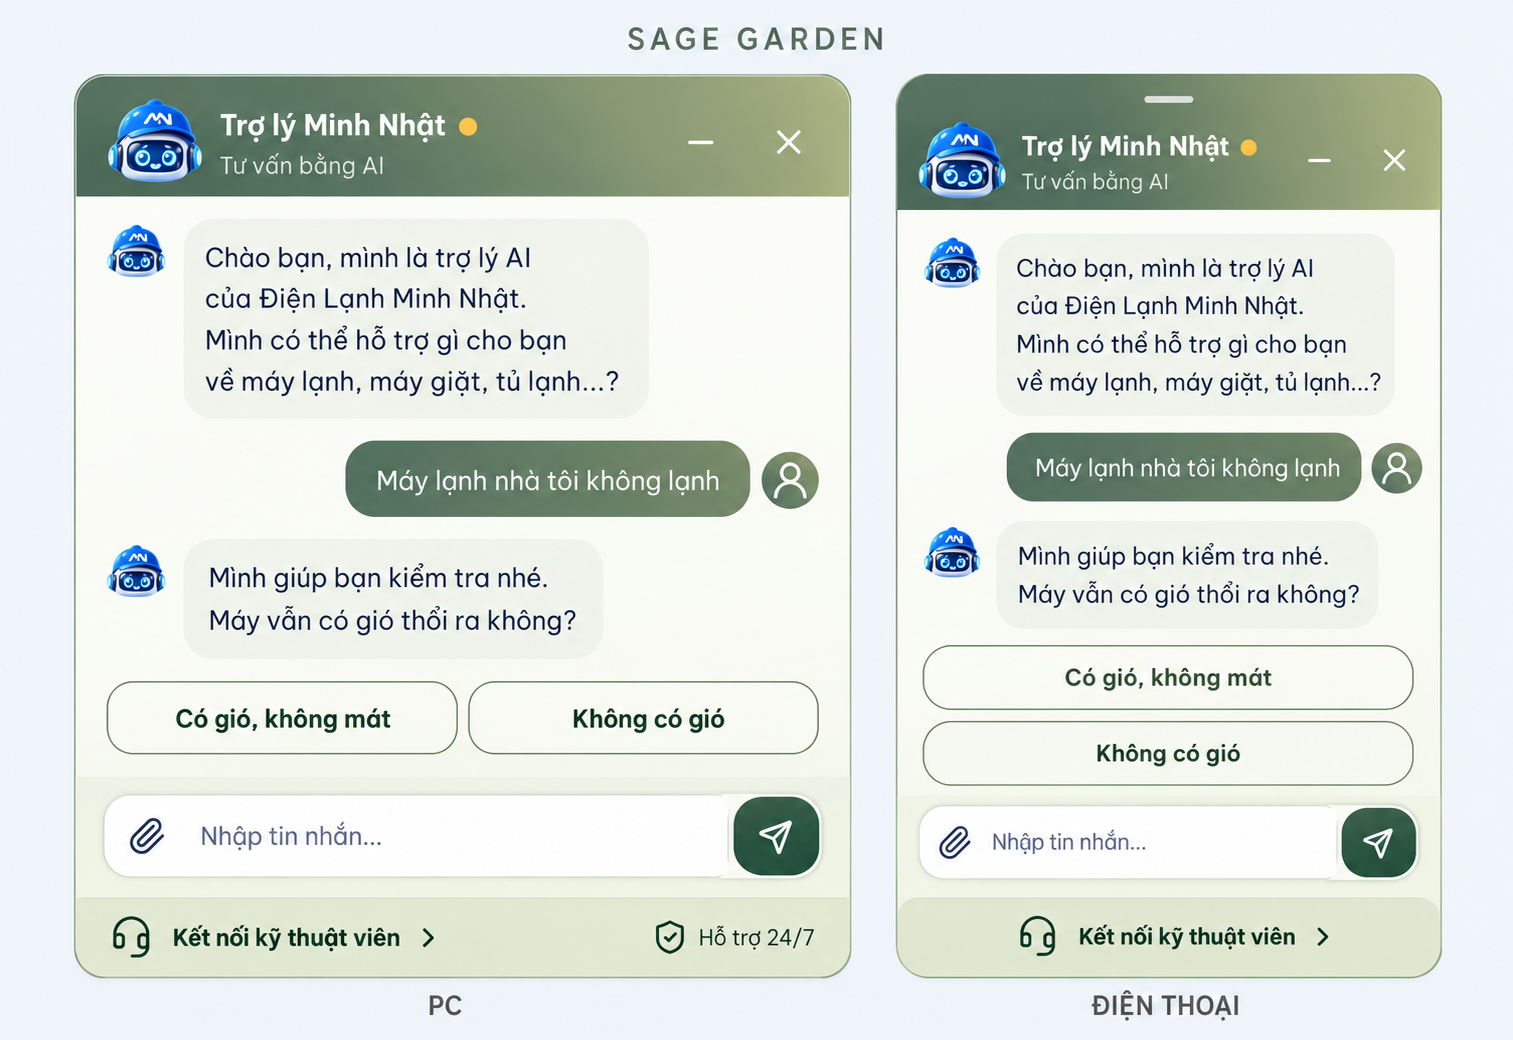 SAGE GARDEN
Trợ lý Minh Nhật
Tư vấn bằng AI
Chào bạn, mình là trợ lý AI
của Điện Lạnh Minh Nhật.
Mình có thể hỗ trợ gì cho bạn
về máy lạnh, máy giặt, tủ lạnh...?
Máy lạnh nhà tôi không lạnh
Mình giúp bạn kiểm tra nhé.
Máy vẫn có gió thổi ra không?
Có gió, không mát
Không có gió
Nhập tin nhắn...
Kết nối kỹ thuật viên
Hỗ trợ 24/7
PC
Trợ lý Minh Nhật
Tư vấn bằng AI
Chào bạn, mình là trợ lý AI
của Điện Lạnh Minh Nhật.
Mình có thể hỗ trợ gì cho bạn
về máy lạnh, máy giặt, tủ lạnh...?
Máy lạnh nhà tôi không lạnh
Mình giúp bạn kiểm tra nhé.
Máy vẫn có gió thổi ra không?
Có gió, không mát
Không có gió
Nhập tin nhắn...
Kết nối kỹ thuật viên
ĐIỆN THOẠI